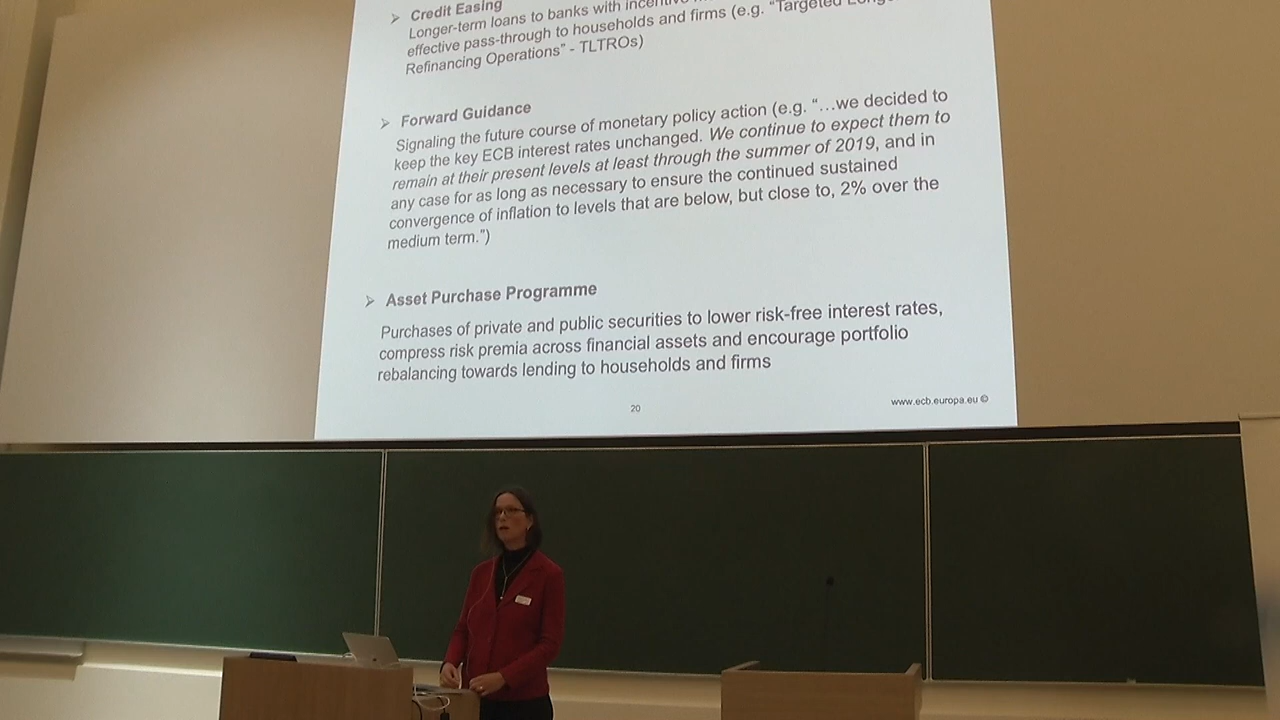 ➢ Credit Easing
Longer-term loans to banks with
effective pass-through to households and firms (e.g. "Targeted
Refinancing Operations" - TLTROs)
➢ Forward Guidance
Signaling the future course of monetary policy action (e.g. "…we decided to
keep the key ECB interest rates unchanged. We continue to expect them to
remain at their present levels at least through the summer of 2019, and in
any case for as long as necessary to ensure the continued sustained
convergence of inflation to levels that are below, but close to, 2% over the
medium term.")
➢ Asset Purchase Programme
Purchases of private and public securities to lower risk-free interest rates,
compress risk premia across financial assets and encourage portfolio
rebalancing towards lending to households and firms
20
www.ecb.europa.eu ©